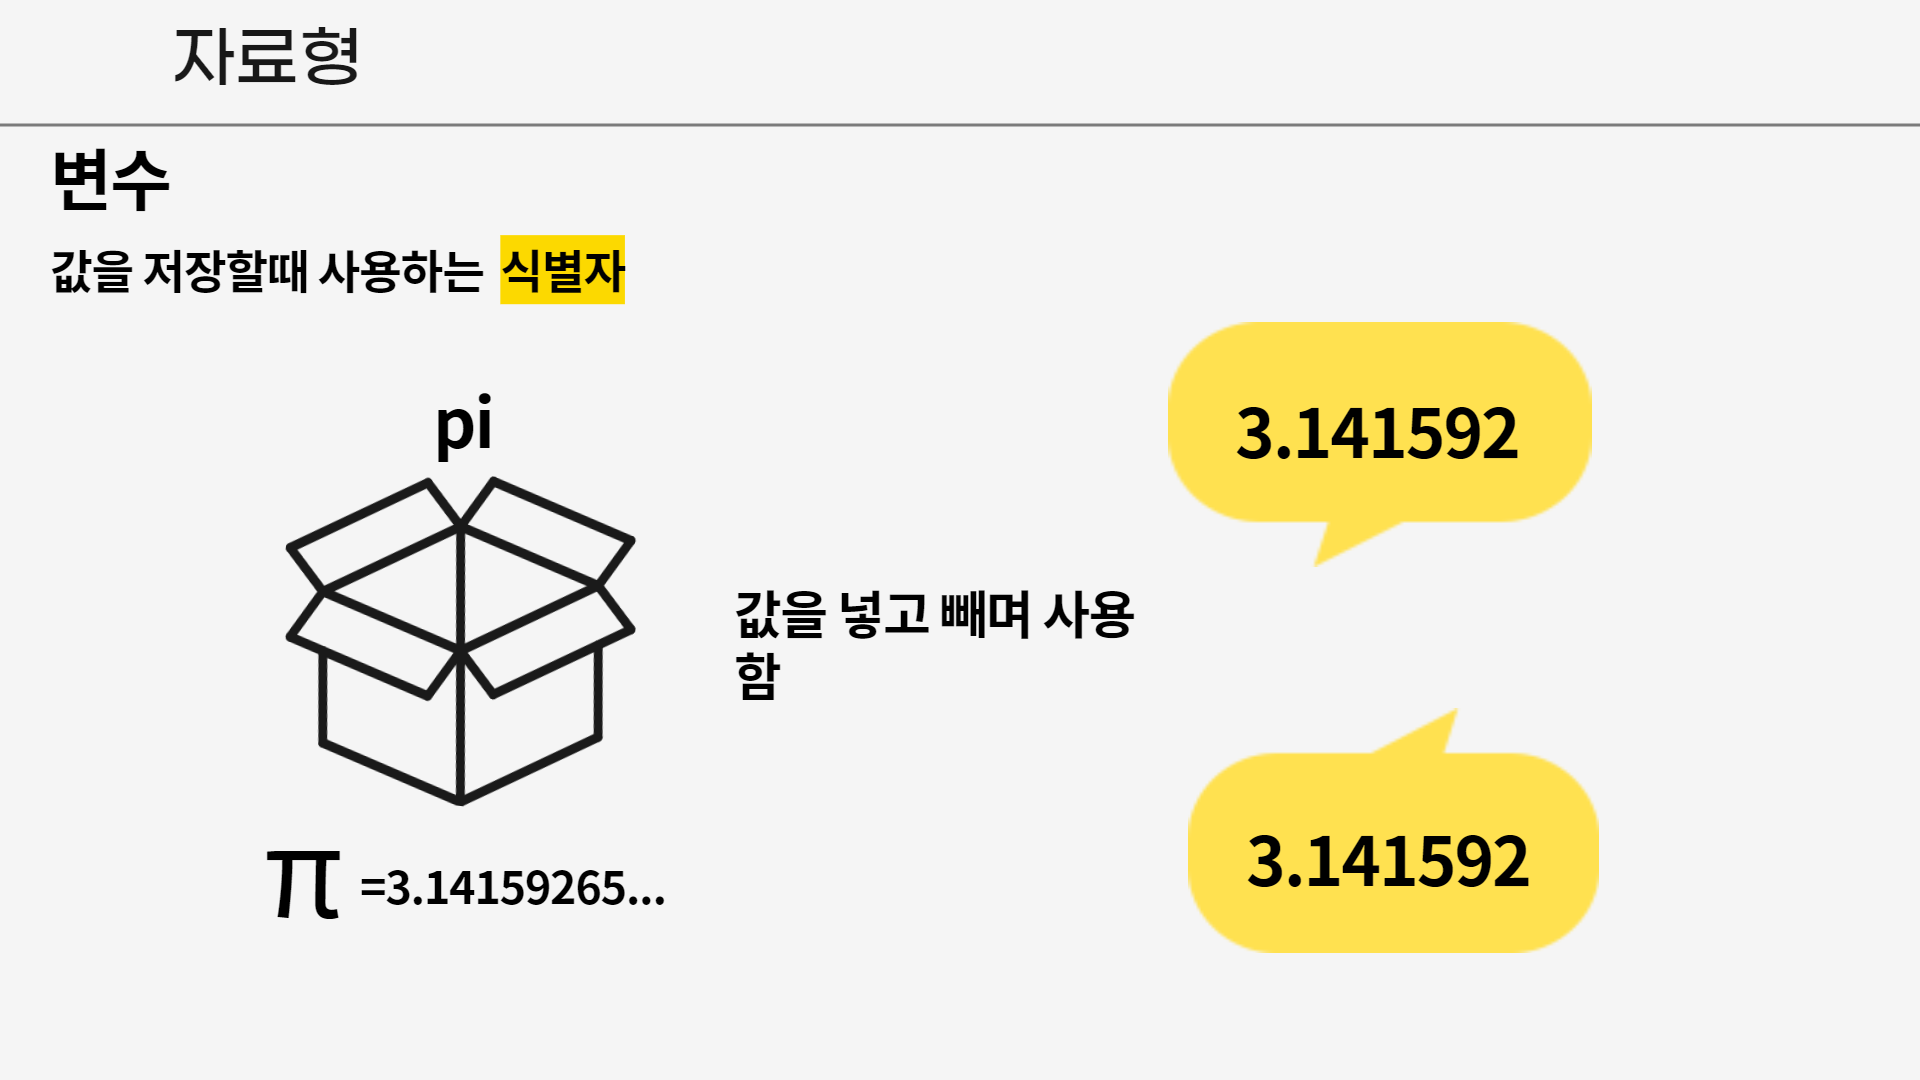 자료형
변수
값을 저장할때 사용하는 식별자
pi
3.141592
값을 넣고 빼며 사용
함
3.141592
π =3.14159265...